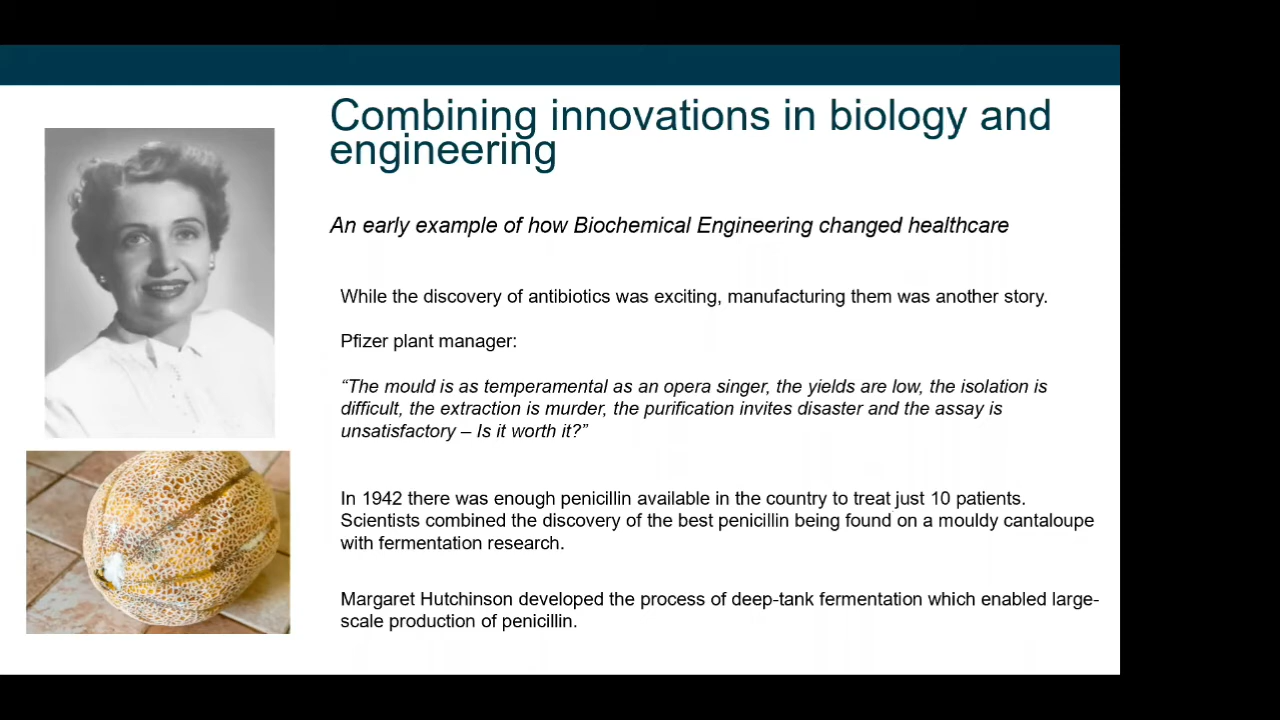 Combining innovations in biology and
engineering
An early example of how Biochemical Engineering changed healthcare
While the discovery of antibiotics was exciting, manufacturing them was another story.
Pfizer plant manager:
“The mould is as temperamental as an opera singer, the yields are low, the isolation is
difficult, the extraction is murder, the purification invites disaster and the assay is
unsatisfactory – Is it worth it?”
In 1942 there was enough penicillin available in the country to treat just 10 patients.
Scientists combined the discovery of the best penicillin being found on a mouldy cantaloupe
with fermentation research.
Margaret Hutchinson developed the process of deep-tank fermentation which enabled large-
scale production of penicillin.